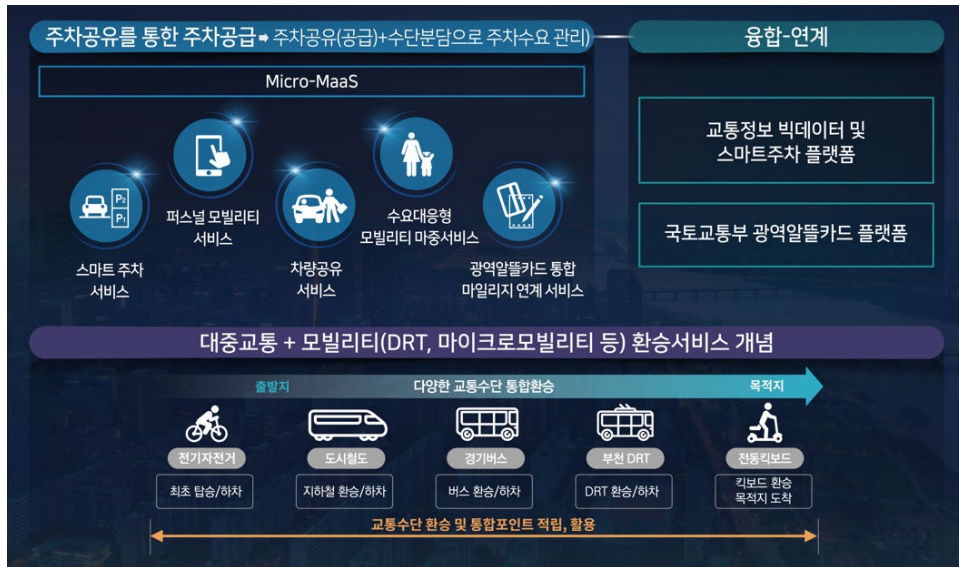 주차공유를 통한 주차공급 ➡ 주차공유(공급)+수단분담으로 주차수요 관리)
융합-연계
Micro-MaaS
교통정보 빅데이터 및
스마트주차 플랫폼
국토교통부 광역알뜰카드 플랫폼
P2
P1
스마트 주차
서비스
퍼스널 모빌리티
서비스
차량공유
서비스
수요대응형
모빌리티 마중서비스
광역알뜰카드 통합
마일리지 연계 서비스
대중교통 + 모빌리티(DRT, 마이크로모빌리티 등) 환승서비스 개념
출발지
다양한 교통수단 통합환승
목적지
전기자전거
도시철도
경기버스
부천 DRT
전동킥보드
최초 탑승/하차
지하철 환승/하차
버스 환승/하차
DRT 환승/하차
킥보드 환승
목적지 도착
교통수단 환승 및 통합포인트 적립, 활용